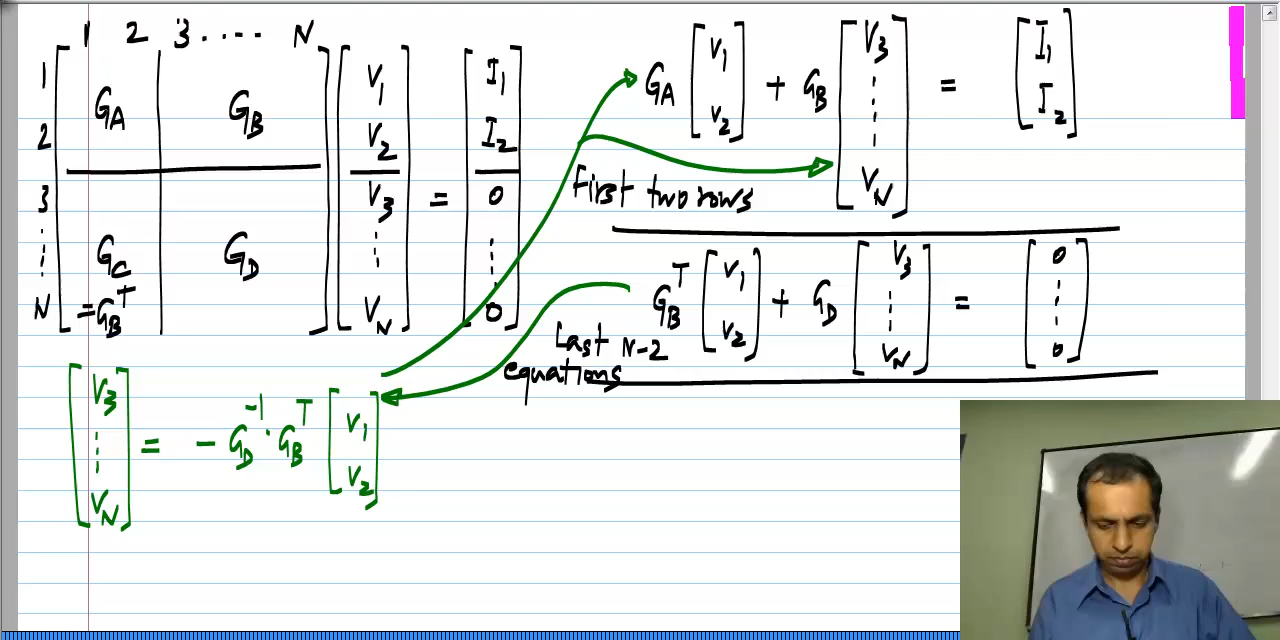 1 2 3 .... N
1 [ G_A | G_B ] [ V_1 ] [ I_1 ]
2 V_2 I_2
3 V_3 = 0
⋮ G_C G_D ⋮ ⋮
N = G_B^T V_N 0
G_A [ V_1 V_2 ] + G_B [ V_3 ⋮ V_N ] = [ I_1 I_2 ]
First two rows
G_B^T [ V_1 V_2 ] + G_D [ V_3 ⋮ V_N ] = [ 0 ⋮ 0 ]
Last N-2
equations
[ V_3 ⋮ V_N ] = - G_D^-1 · G_B^T [ V_1 V_2 ]